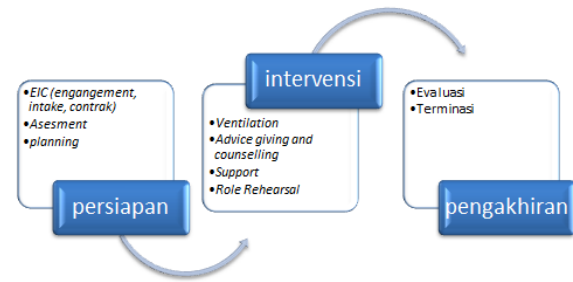 •EIC (engangement,
intake, contrak)
•Asesment
•planning
persiapan
intervensi
•Ventilation
•Advice giving and
counselling
•Support
•Role Rehearsal
•Evaluasi
•Terminasi
pengakhiran